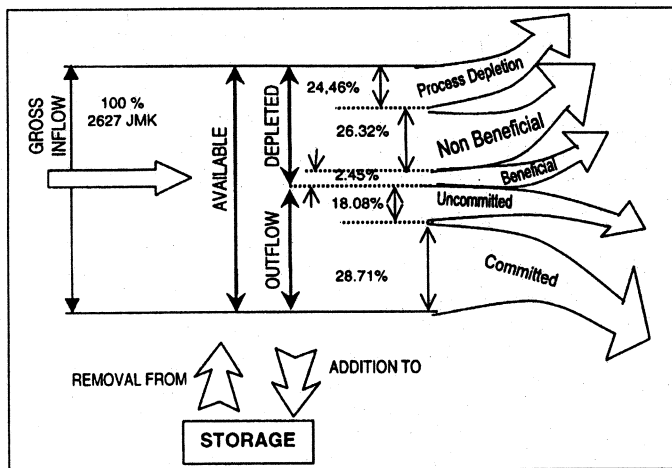 GROSS
INFLOW
100 %
2627 JMK
AVAILABLE
DEPLETED
OUTFLOW
24,46%
26.32%
2.45%
18.08%
28.71%
Process Depletion
Non Beneficial
Beneficial
Uncommitted
Committed
REMOVAL FROM
ADDITION TO
STORAGE